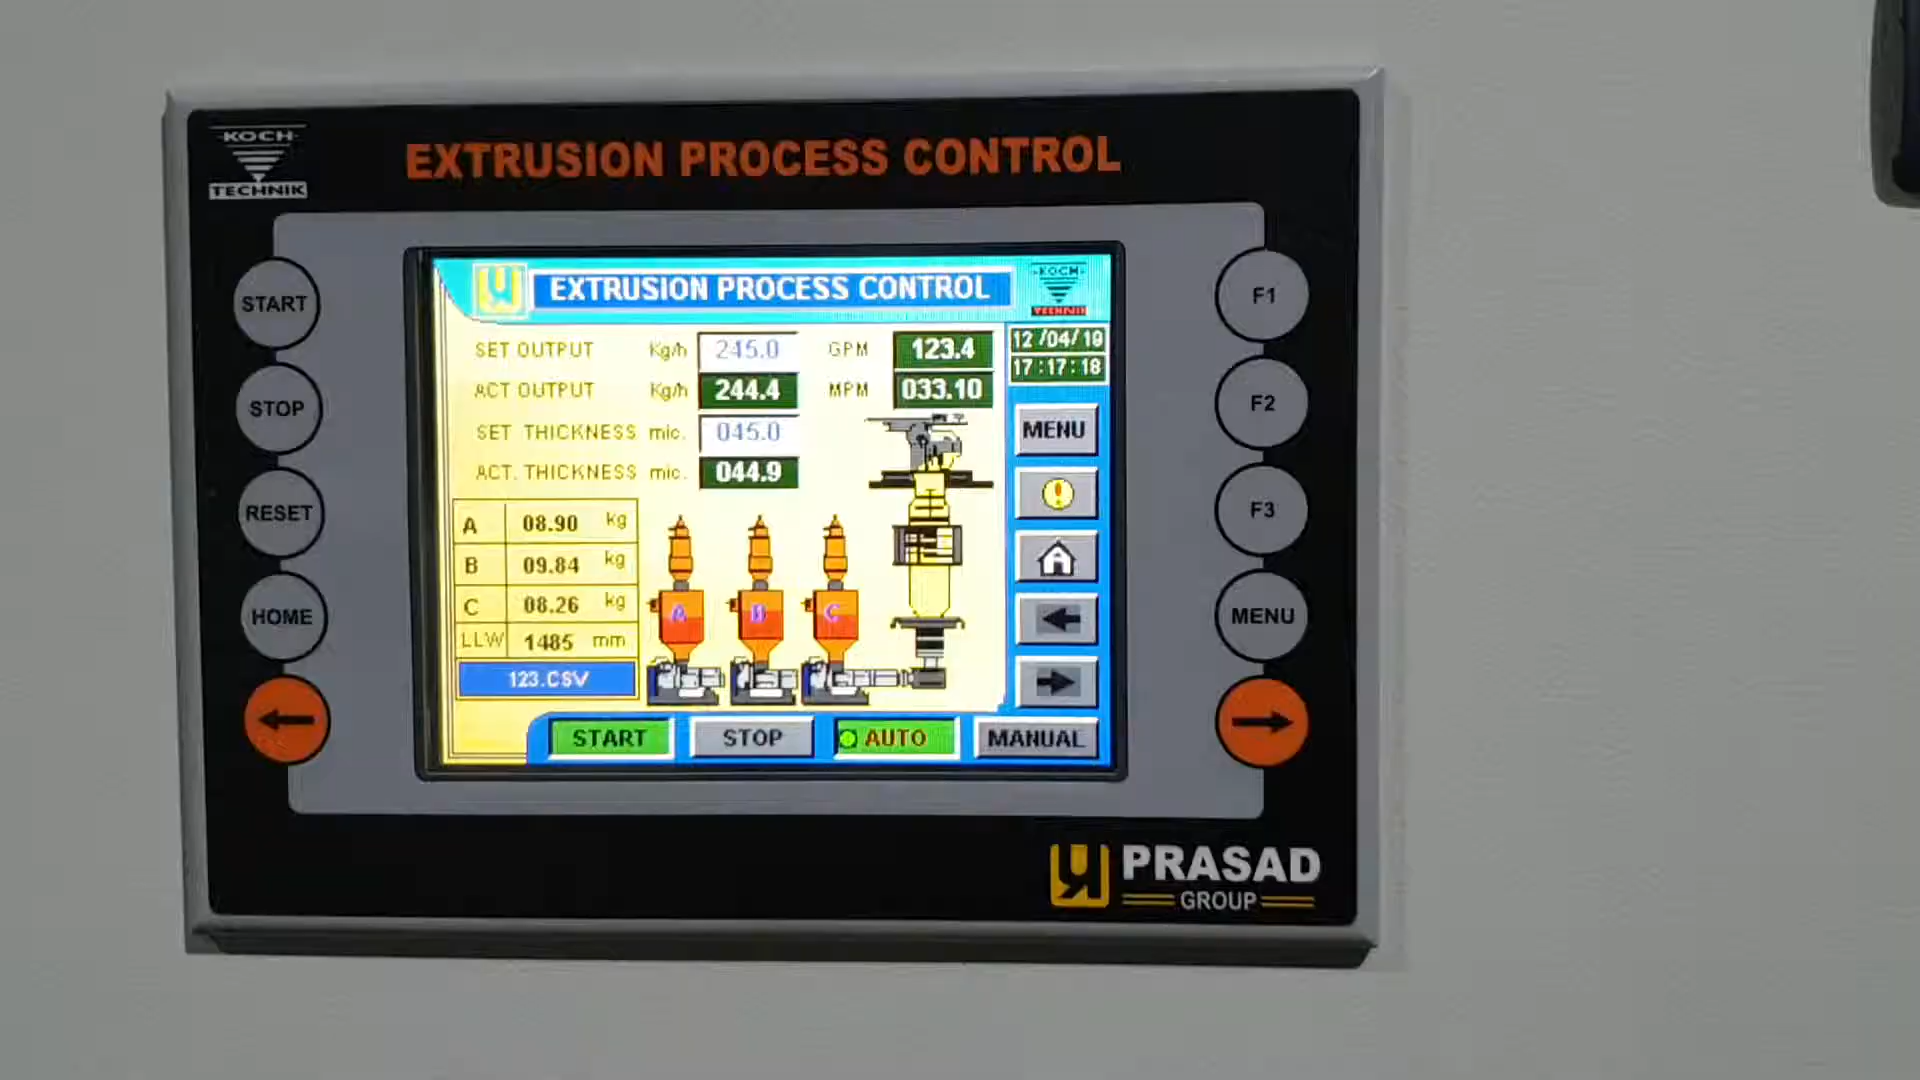 KOCH
TECHNIK
EXTRUSION PROCESS CONTROL
START
STOP
RESET
HOME
F1
F2
F3
MENU
EXTRUSION PROCESS CONTROL
KOCH
TECHNIK
SET OUTPUT Kg/h 245.0 GPM 123.4
12/04/19
ACT OUTPUT Kg/h 244.4 MPM 033.10
17:17:18
SET THICKNESS mic. 045.0
MENU
ACT. THICKNESS mic. 044.9
A 08.90 kg
B 09.84 kg
C 08.26 kg
LLW 1485 mm
123.CSV
A B C
START STOP AUTO MANUAL
PRASAD
GROUP